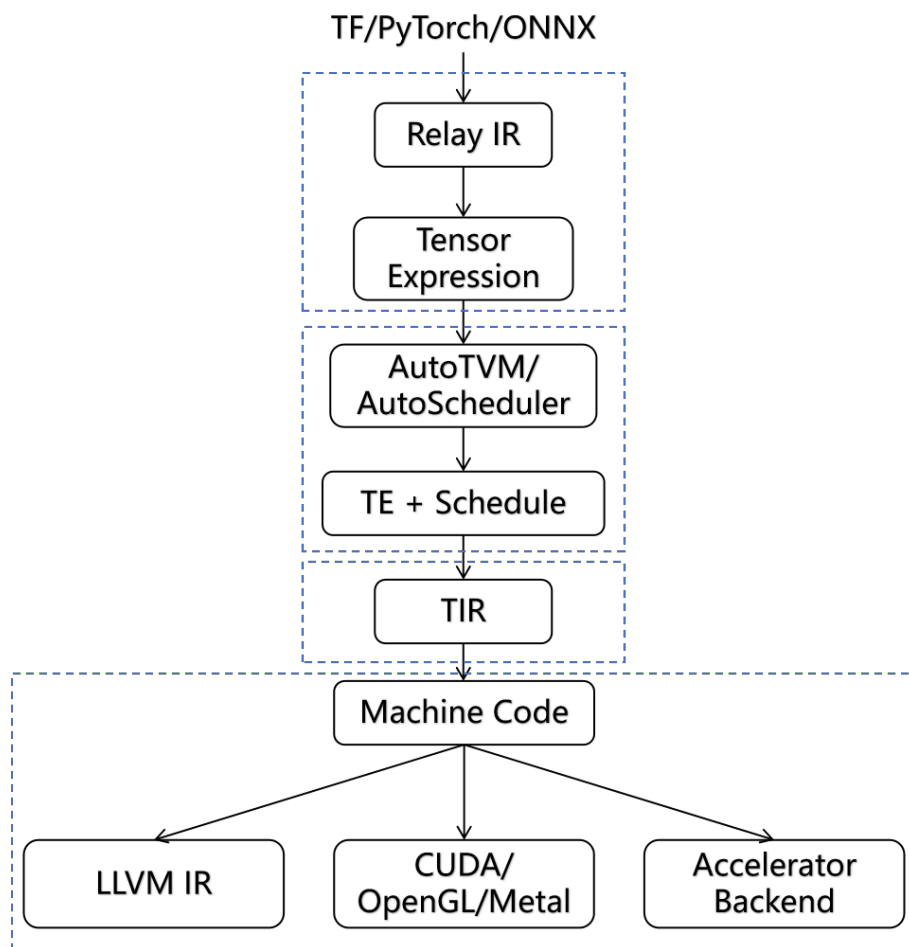 TF/PyTorch/ONNX
Relay IR
Tensor
Expression
AutoTVM/
AutoScheduler
TE + Schedule
TIR
Machine Code
LLVM IR
CUDA/
OpenGL/Metal
Accelerator
Backend